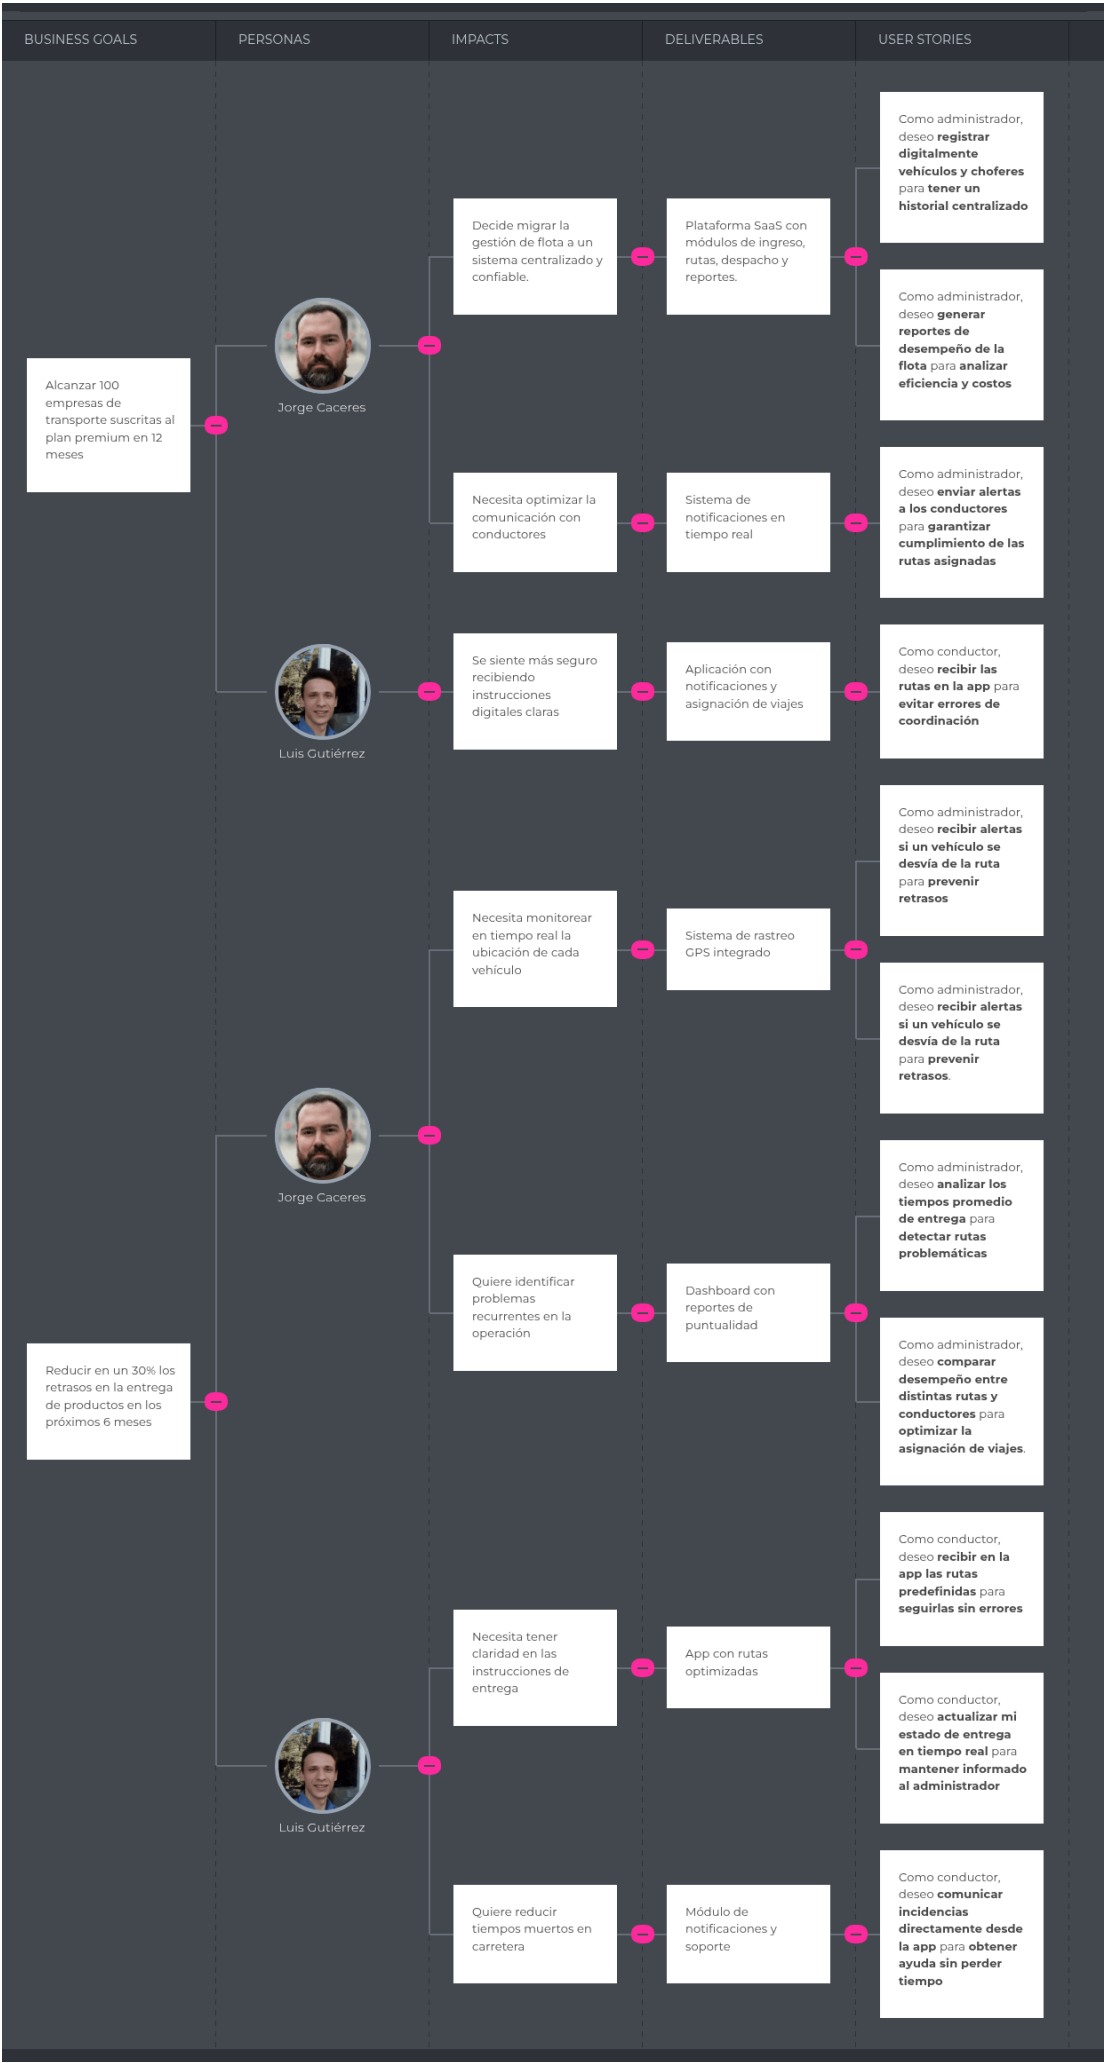 BUSINESS GOALS
PERSONAS
IMPACTS
DELIVERABLES
USER STORIES
Alcanzar 100
empresas de
transporte suscritas al
plan premium en 12
meses
Jorge Caceres
Decide migrar la
gestión de flota a un
sistema centralizado y
confiable.
Plataforma SaaS con
módulos de ingreso,
rutas, despacho y
reportes.
Como administrador,
deseo registrar
digitalmente
vehículos y choferes
para tener un
historial centralizado
Como administrador,
deseo generar
reportes de
desempeño de la
flota para analizar
eficiencia y costos
Necesita optimizar la
comunicación con
conductores
Sistema de
notificaciones en
tiempo real
Como administrador,
deseo enviar alertas
a los conductores
para garantizar
cumplimiento de las
rutas asignadas
Luis Gutiérrez
Se siente más seguro
recibiendo
instrucciones
digitales claras
Aplicación con
notificaciones y
asignación de viajes
Como conductor,
deseo recibir las
rutas en la app para
evitar errores de
coordinación
Reducir en un 30% los
retrasos en la entrega
de productos en los
próximos 6 meses
Jorge Caceres
Necesita monitorear
en tiempo real la
ubicación de cada
vehículo
Sistema de rastreo
GPS integrado
Como administrador,
deseo recibir alertas
si un vehículo se
desvía de la ruta
para prevenir
retrasos
Como administrador,
deseo recibir alertas
si un vehículo se
desvía de la ruta
para prevenir
retrasos.
Quiere identificar
problemas
recurrentes en la
operación
Dashboard con
reportes de
puntualidad
Como administrador,
deseo analizar los
tiempos promedio
de entrega para
detectar rutas
problemáticas
Como administrador,
deseo comparar
desempeño entre
distintas rutas y
conductores para
optimizar la
asignación de viajes.
Luis Gutiérrez
Necesita tener
claridad en las
instrucciones de
entrega
App con rutas
optimizadas
Como conductor,
deseo recibir en la
app las rutas
predefinidas para
seguirlas sin errores
Como conductor,
deseo actualizar mi
estado de entrega
en tiempo real para
mantener informado
al administrador
Quiere reducir
tiempos muertos en
carretera
Módulo de
notificaciones y
soporte
Como conductor,
deseo comunicar
incidencias
directamente desde
la app para obtener
ayuda sin perder
tiempo